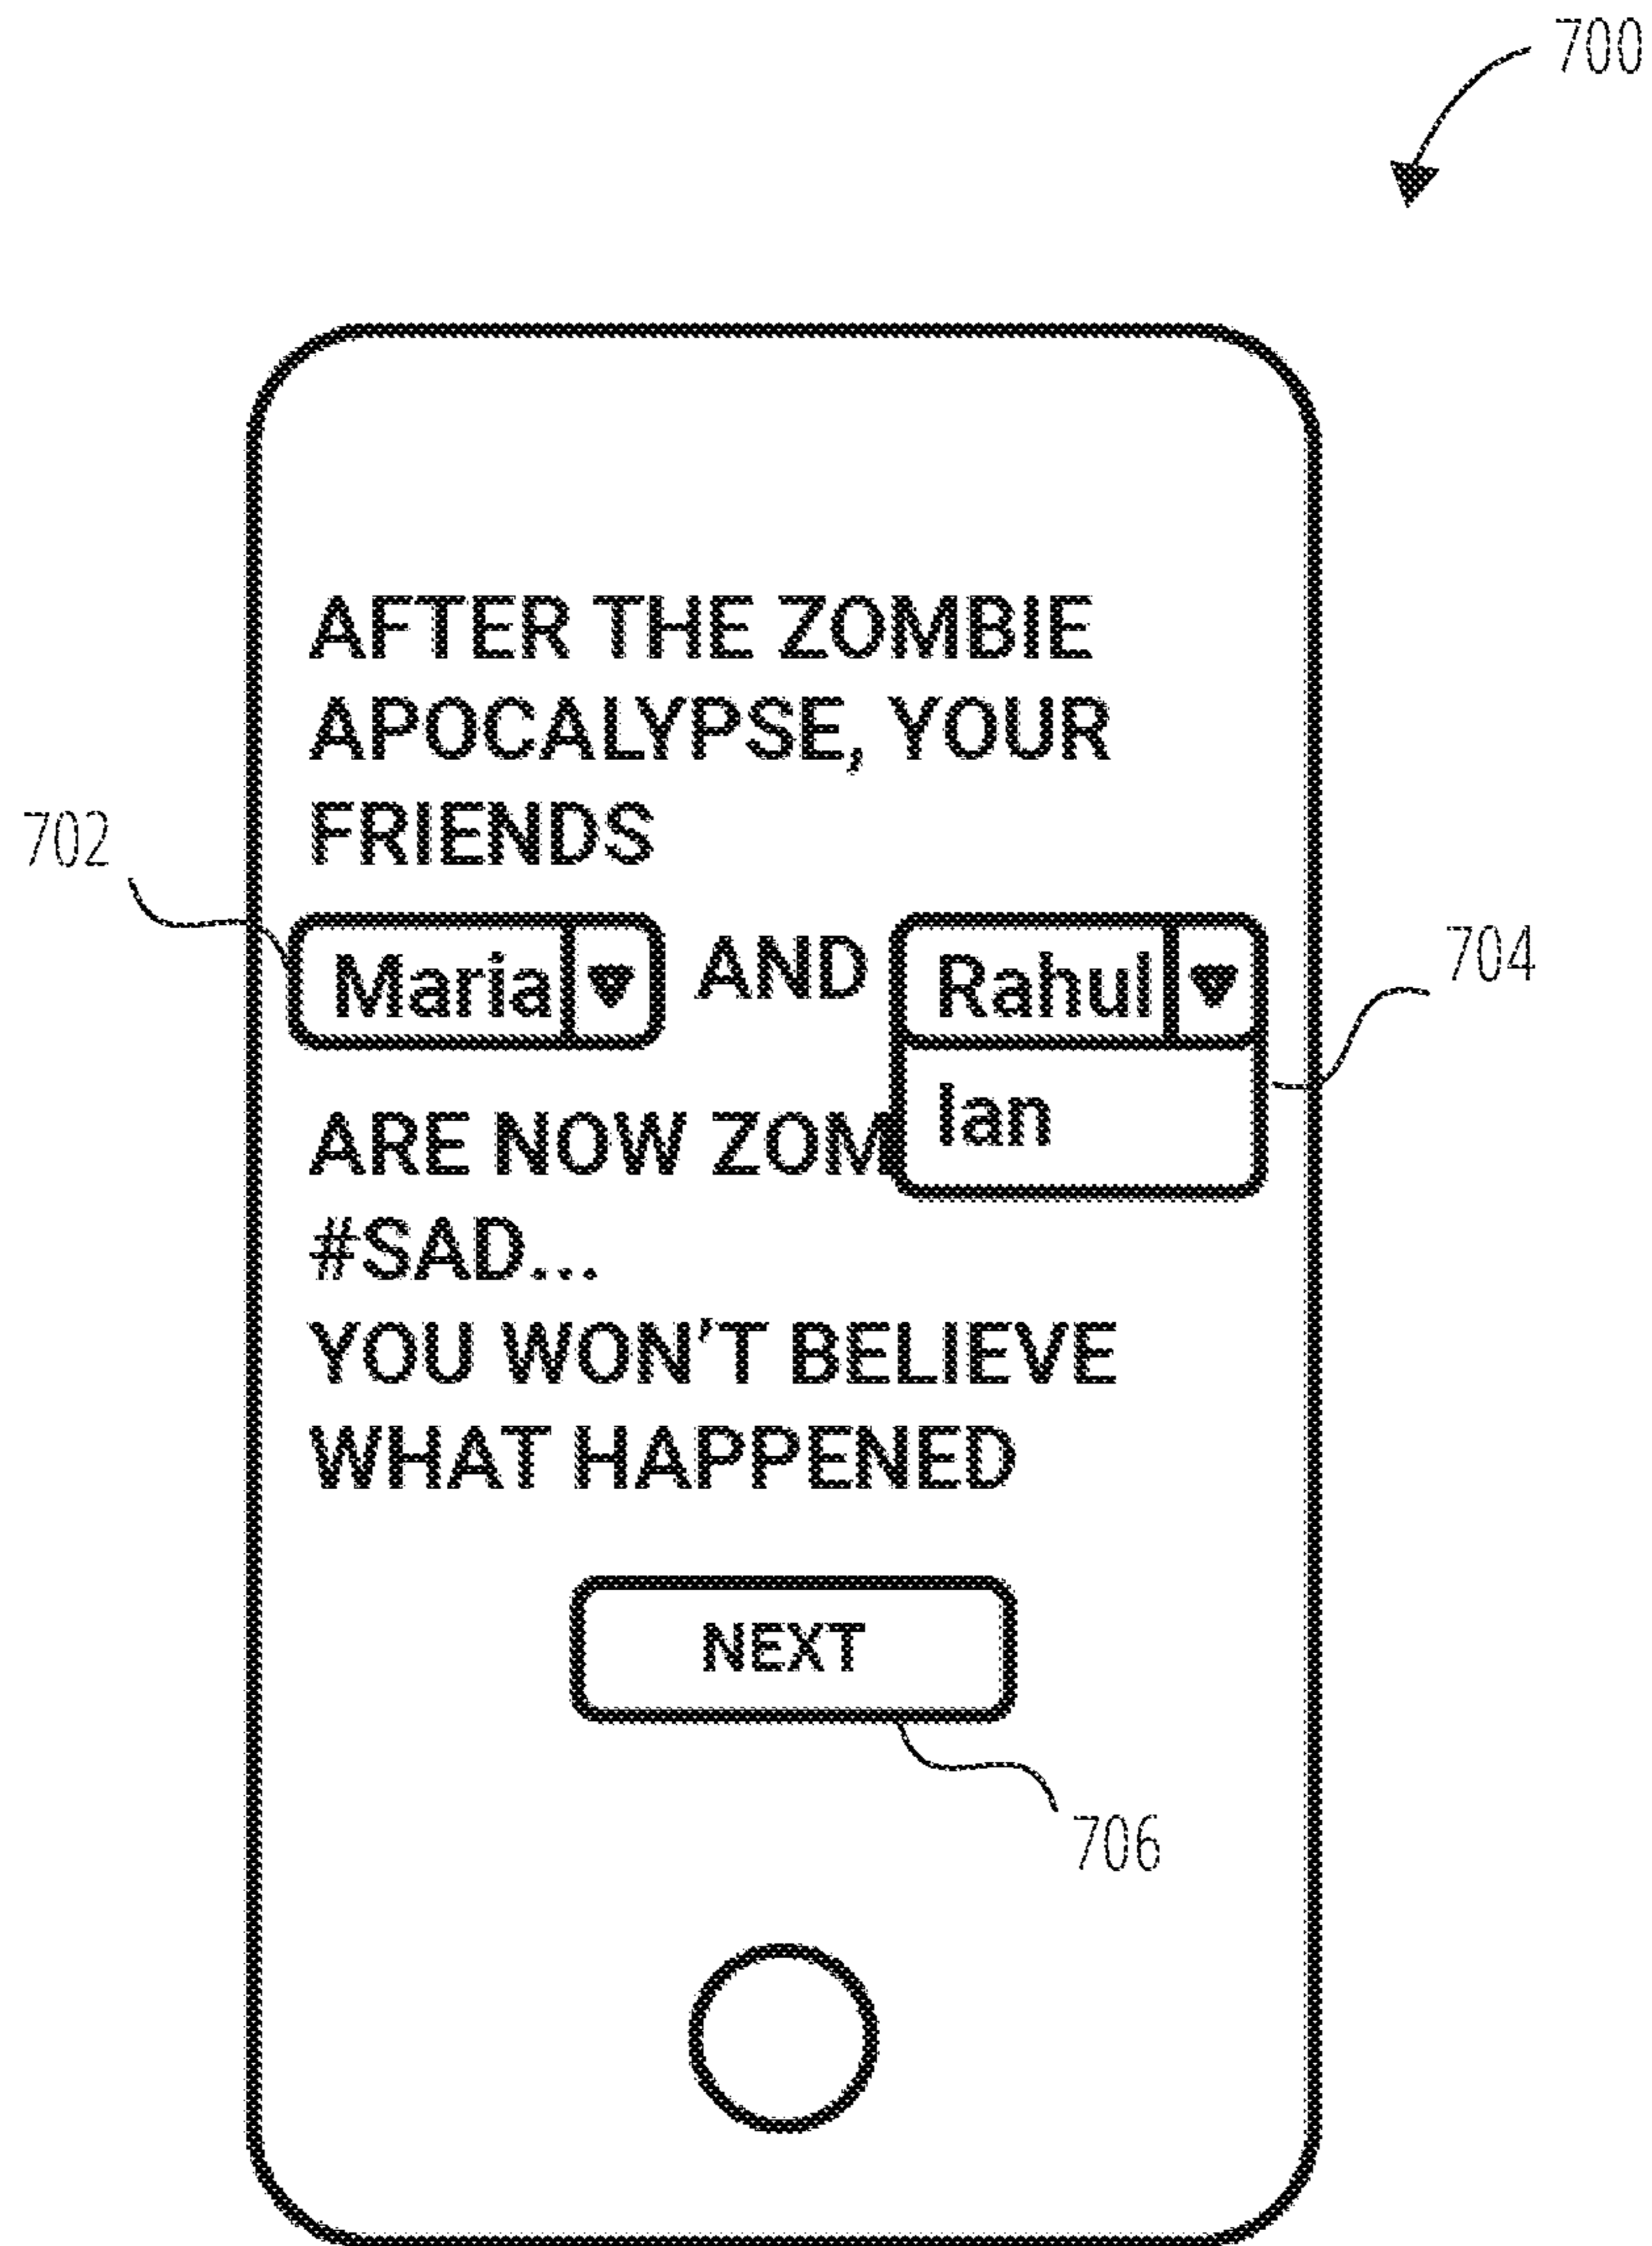 700
AFTER THE ZOMBIE
APOCALYPSE, YOUR
FRIENDS
702
Maria AND Rahul
704
Ian
ARE NOW ZOM
#SAD...
YOU WON'T BELIEVE
WHAT HAPPENED
NEXT
706